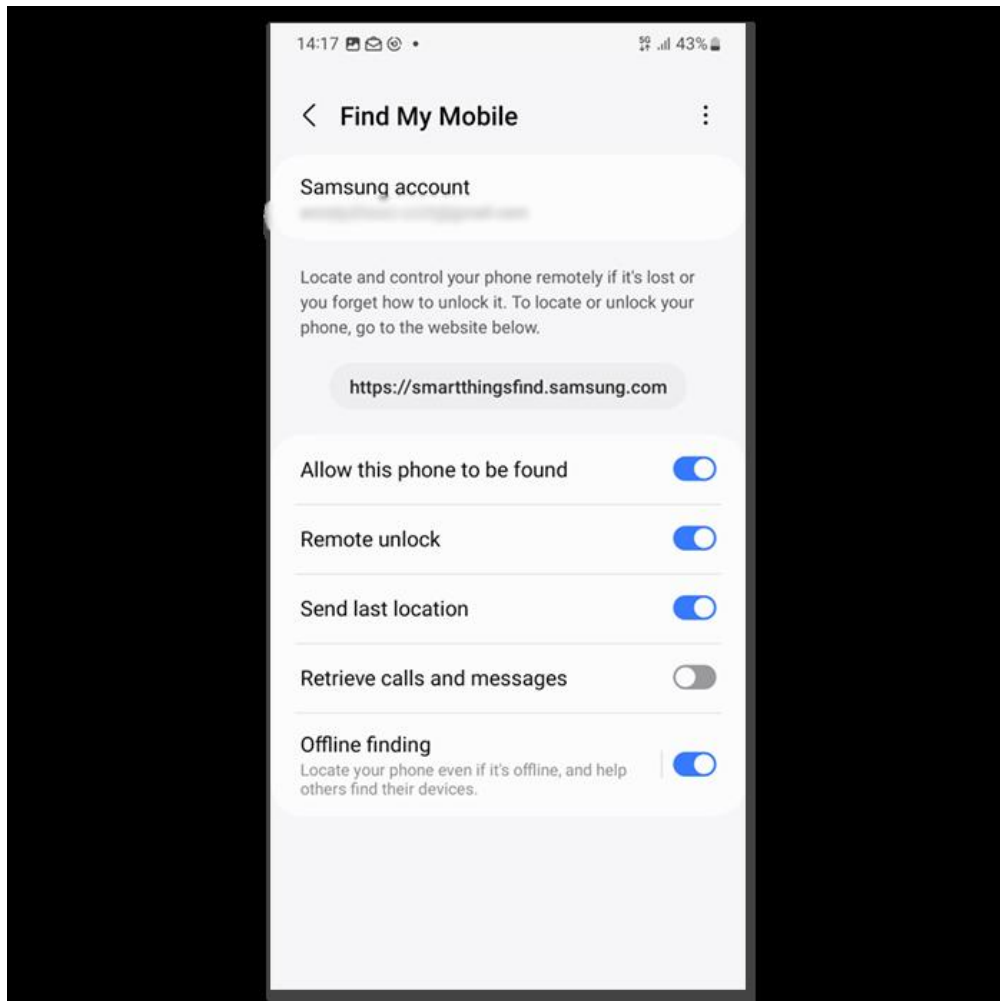 14:17
5G 43%
Find My Mobile
Samsung account
Locate and control your phone remotely if it's lost or
you forget how to unlock it. To locate or unlock your
phone, go to the website below.
https://smartthingsfind.samsung.com
Allow this phone to be found
Remote unlock
Send last location
Retrieve calls and messages
Offline finding
Locate your phone even if it's offline, and help
others find their devices.